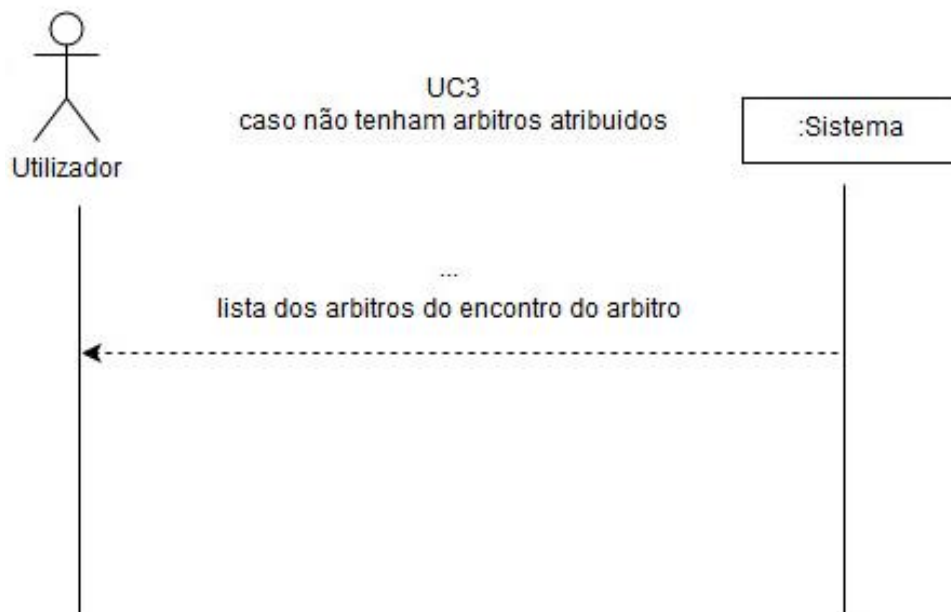 UC3
caso não tenham arbitros atribuidos
:Sistema
Utilizador
...
lista dos arbitros do encontro do arbitro